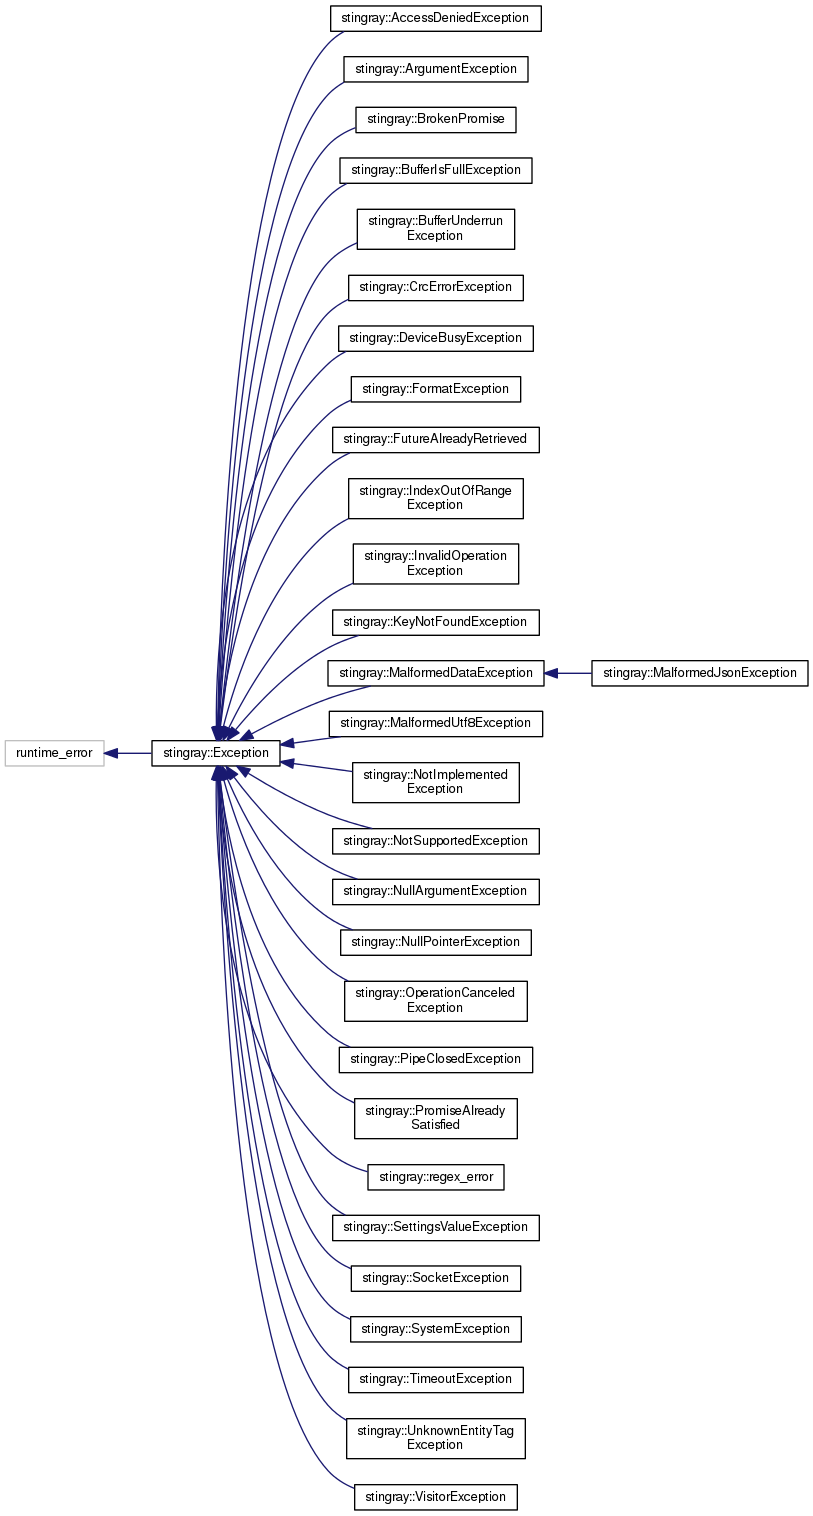 stingray::AccessDeniedException
stingray::ArgumentException
stingray::BrokenPromise
stingray::BufferIsFullException
stingray::BufferUnderrun
Exception
stingray::CrcErrorException
stingray::DeviceBusyException
stingray::FormatException
stingray::FutureAlreadyRetrieved
stingray::IndexOutOfRange
Exception
stingray::InvalidOperation
Exception
stingray::KeyNotFoundException
stingray::MalformedDataException
stingray::MalformedJsonException
stingray::MalformedUtf8Exception
runtime_error
stingray::Exception
stingray::NotImplemented
Exception
stingray::NotSupportedException
stingray::NullArgumentException
stingray::NullPointerException
stingray::OperationCanceled
Exception
stingray::PipeClosedException
stingray::PromiseAlready
Satisfied
stingray::regex_error
stingray::SettingsValueException
stingray::SocketException
stingray::SystemException
stingray::TimeoutException
stingray::UnknownEntityTag
Exception
stingray::VisitorException